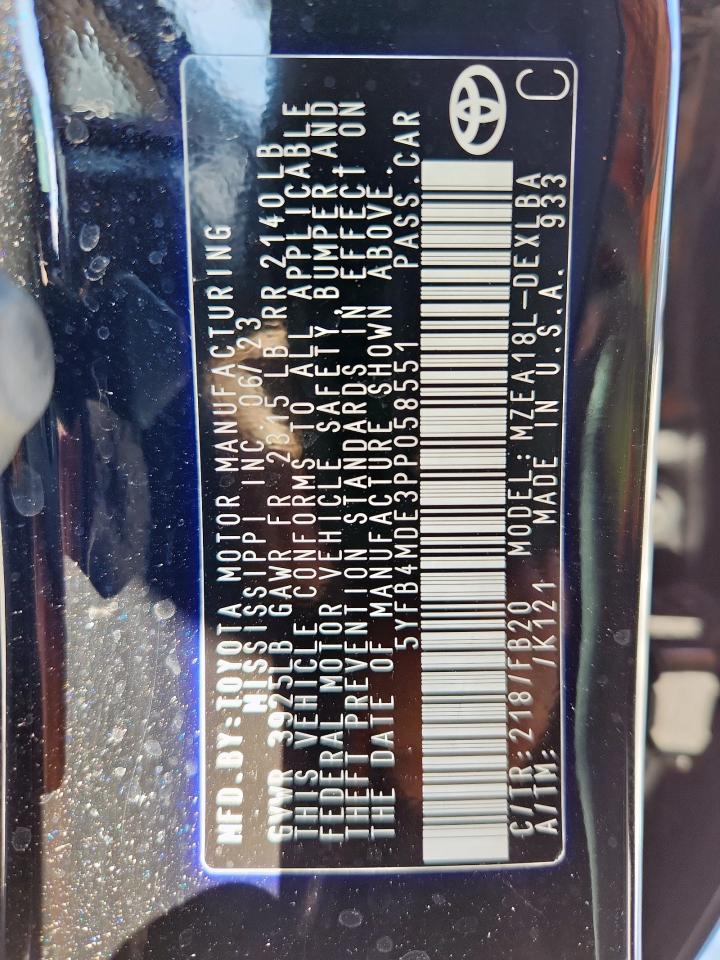 MFD.BY:TOYOTA MOTOR MANUFACTURING
MISSISSIPPI INC 06/23
GVWR 3925LB GAWR FR 2315 LB RR 2140LB
THIS VEHICLE CONFORMS TO ALL APPLICABLE
FEDERAL MOTOR VEHICLE SAFETY, BUMPER AND
THEFT PREVENTION STANDARDS IN EFFECT ON
THE DATE OF MANUFACTURE SHOWN ABOVE.
5YFB4MDE3PP058551 PASS.CAR
C/TR: 2187/FB20 MODEL: MZEA18L-DEXLBA
A/TM: /K121 MADE IN U.S.A. 933
C